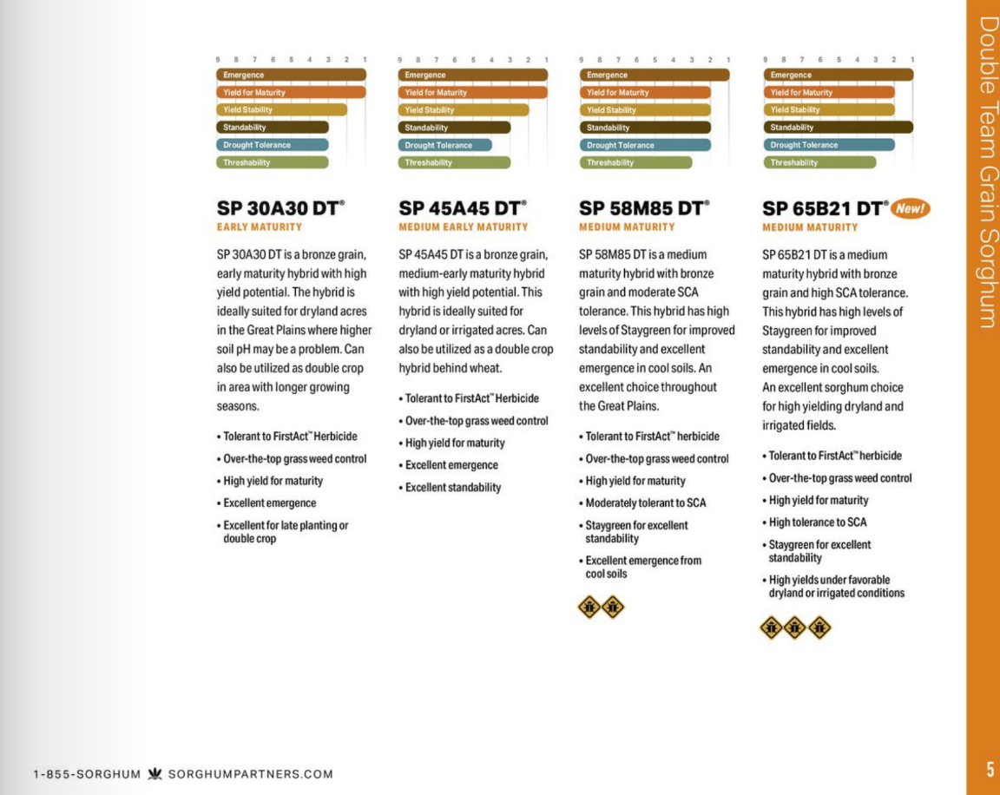 Double Team Grain Sorghum
9 8 7 6 5 4 3 2 1
Emergence
Yield for Maturity
Yield Stability
Standability
Drought Tolerance
Threshability
SP 30A30 DT®
EARLY MATURITY
SP 30A30 DT is a bronze grain,
early maturity hybrid with high
yield potential. The hybrid is
ideally suited for dryland acres
in the Great Plains where higher
soil pH may be a problem. Can
also be utilized as double crop
in area with longer growing
seasons.
• Tolerant to FirstAct™ Herbicide
• Over-the-top grass weed control
• High yield for maturity
• Excellent emergence
• Excellent for late planting or
double crop
9 8 7 6 5 4 3 2 1
Emergence
Yield for Maturity
Yield Stability
Standability
Drought Tolerance
Threshability
SP 45A45 DT®
MEDIUM EARLY MATURITY
SP 45A45 DT is a bronze grain,
medium-early maturity hybrid
with high yield potential. This
hybrid is ideally suited for
dryland or irrigated acres. Can
also be utilized as a double crop
hybrid behind wheat.
• Tolerant to FirstAct™ Herbicide
• Over-the-top grass weed control
• High yield for maturity
• Excellent emergence
• Excellent standability
9 8 7 6 5 4 3 2 1
Emergence
Yield for Maturity
Yield Stability
Standability
Drought Tolerance
Threshability
SP 58M85 DT®
MEDIUM MATURITY
SP 58M85 DT is a medium
maturity hybrid with bronze
grain and moderate SCA
tolerance. This hybrid has high
levels of Staygreen for improved
standability and excellent
emergence in cool soils. An
excellent choice throughout
the Great Plains.
• Tolerant to FirstAct™ herbicide
• Over-the-top grass weed control
• High yield for maturity
• Moderately tolerant to SCA
• Staygreen for excellent
standability
• Excellent emergence from
cool soils
9 8 7 6 5 4 3 2 1
Emergence
Yield for Maturity
Yield Stability
Standability
Drought Tolerance
Threshability
SP 65B21 DT® New!
MEDIUM MATURITY
SP 65B21 DT is a medium
maturity hybrid with bronze
grain and high SCA tolerance.
This hybrid has high levels of
Staygreen for improved
standability and excellent
emergence in cool soils.
An excellent sorghum choice
for high yielding dryland and
irrigated fields.
• Tolerant to FirstAct™ herbicide
• Over-the-top grass weed control
• High yield for maturity
• High tolerance to SCA
• Staygreen for excellent
standability
• High yields under favorable
dryland or irrigated conditions
1-855-SORGHUM SORGHUMPARTNERS.COM
5